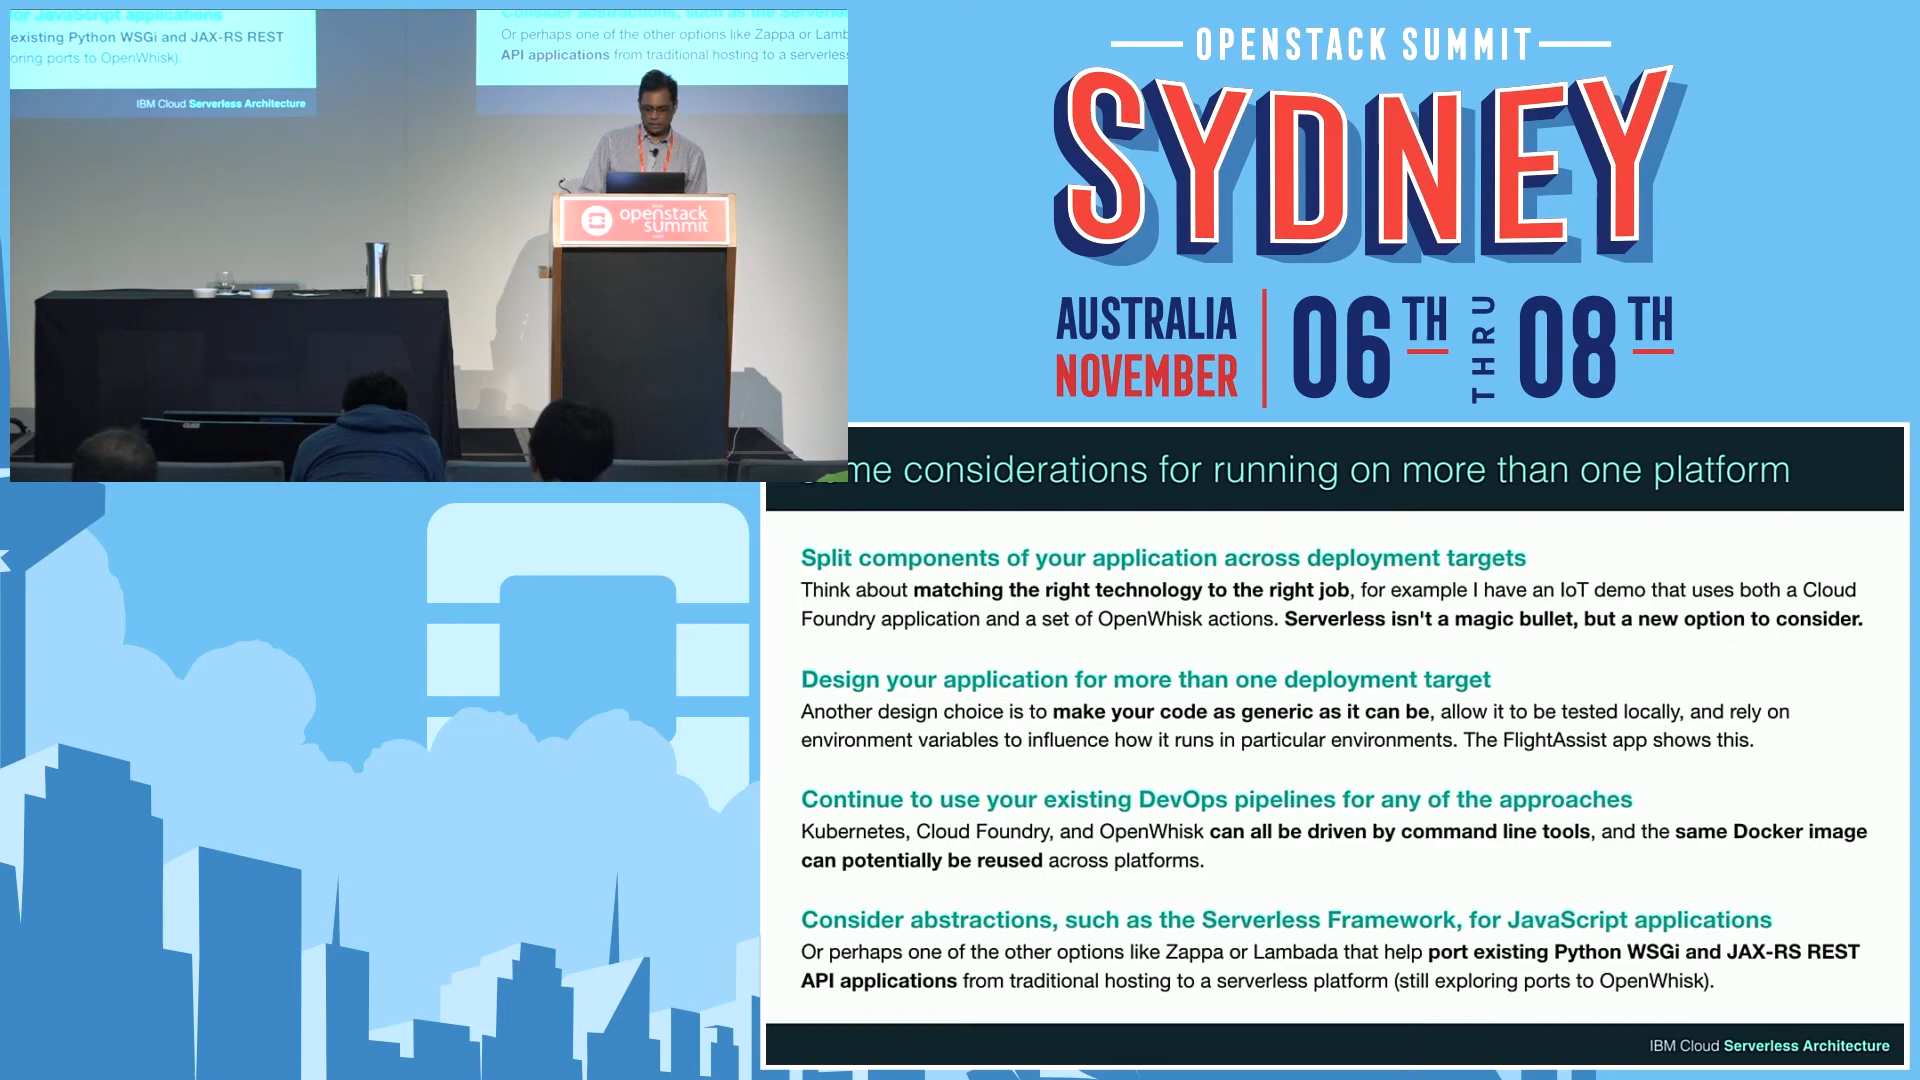 for JavaScript applications
existing Python WSGi and JAX-RS REST
oring ports to OpenWhisk).
IBM Cloud Serverless Architecture
Consider abstractions, such as the Serverle
Or perhaps one of the other options like Zappa or Lamb
API applications from traditional hosting to a serverless
openstack
summit
OPENSTACK SUMMIT
SYDNEY
AUSTRALIA
NOVEMBER
06TH THRU 08TH
me considerations for running on more than one platform
Split components of your application across deployment targets
Think about matching the right technology to the right job, for example I have an IoT demo that uses both a Cloud
Foundry application and a set of OpenWhisk actions. Serverless isn't a magic bullet, but a new option to consider.
Design your application for more than one deployment target
Another design choice is to make your code as generic as it can be, allow it to be tested locally, and rely on
environment variables to influence how it runs in particular environments. The FlightAssist app shows this.
Continue to use your existing DevOps pipelines for any of the approaches
Kubernetes, Cloud Foundry, and OpenWhisk can all be driven by command line tools, and the same Docker image
can potentially be reused across platforms.
Consider abstractions, such as the Serverless Framework, for JavaScript applications
Or perhaps one of the other options like Zappa or Lambada that help port existing Python WSGi and JAX-RS REST
API applications from traditional hosting to a serverless platform (still exploring ports to OpenWhisk).
IBM Cloud Serverless Architecture